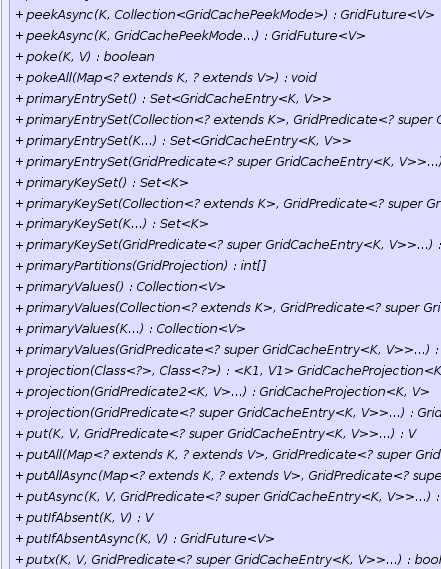 + peekAsync(K, Collection<GridCachePeekMode>) : GridFuture<V>
+ peekAsync(K, GridCachePeekMode...) : GridFuture<V>
+ poke(K, V) : boolean
+ pokeAll(Map<? extends K, ? extends V>) : void
+ primaryEntrySet() : Set<GridCacheEntry<K, V>>
+ primaryEntrySet(Collection<? extends K>, GridPredicate<? super
+ primaryEntrySet(K...) : Set<GridCacheEntry<K, V>>
+ primaryEntrySet(GridPredicate<? super GridCacheEntry<K, V>>...)
+ primaryKeySet() : Set<K>
+ primaryKeySet(Collection<? extends K>, GridPredicate<? super Gr
+ primaryKeySet(K...) : Set<K>
+ primaryKeySet(GridPredicate<? super GridCacheEntry<K, V>>...) :
+ primaryPartitions(GridProjection) : int[]
+ primaryValues() : Collection<V>
+ primaryValues(Collection<? extends K>, GridPredicate<? super Gri
+ primaryValues(K...) : Collection<V>
+ primaryValues(GridPredicate<? super GridCacheEntry<K, V>>...) :
+ projection(Class<?>, Class<?>) : <K1, V1> GridCacheProjection<K
+ projection(GridPredicate2<K, V>...) : GridCacheProjection<K, V>
+ projection(GridPredicate<? super GridCacheEntry<K, V>>...) : Grid
+ put(K, V, GridPredicate<? super GridCacheEntry<K, V>>...) : V
+ putAll(Map<? extends K, ? extends V>, GridPredicate<? super Grid
+ putAllAsync(Map<? extends K, ? extends V>, GridPredicate<? supe
+ putAsync(K, V, GridPredicate<? super GridCacheEntry<K, V>>...) :
+ putIfAbsent(K, V) : V
+ putIfAbsentAsync(K, V) : GridFuture<V>
+ putx(K, V, GridPredicate<? super GridCacheEntry<K, V>>...) : bool